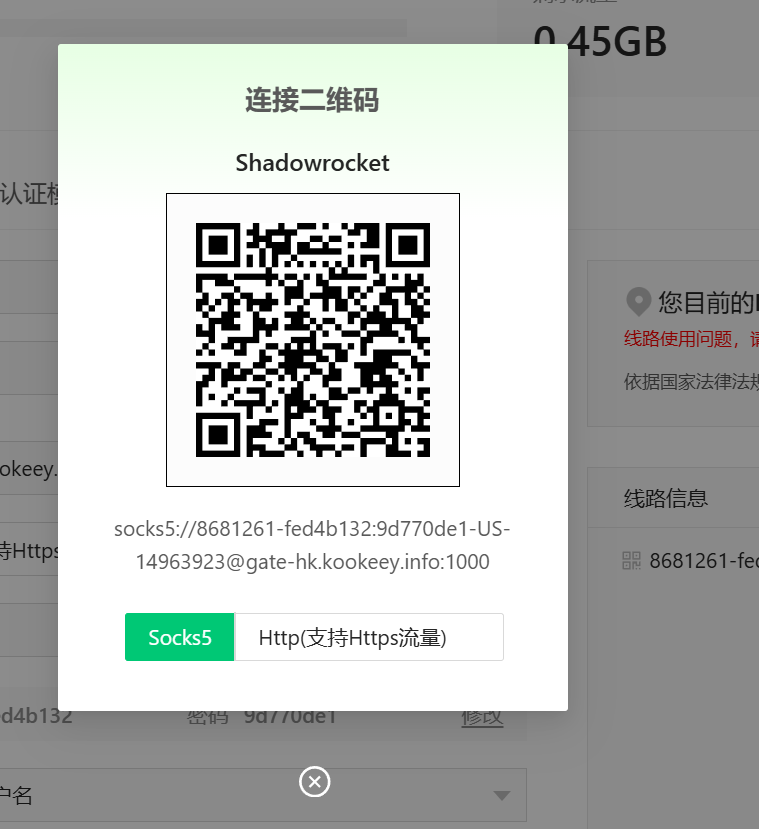 0.45GB
连接二维码
Shadowrocket
认证模
您目前的
线路使用问题，请
依据国家法律法规
ookeey.
线路信息
socks5://8681261-fed4b132:9d770de1-US-
14963923@gate-hk.kookeey.info:1000
持Https
8681261-fed
Socks5
Http(支持Https流量)
ed4b132
密码
9d770de1
修改
户名